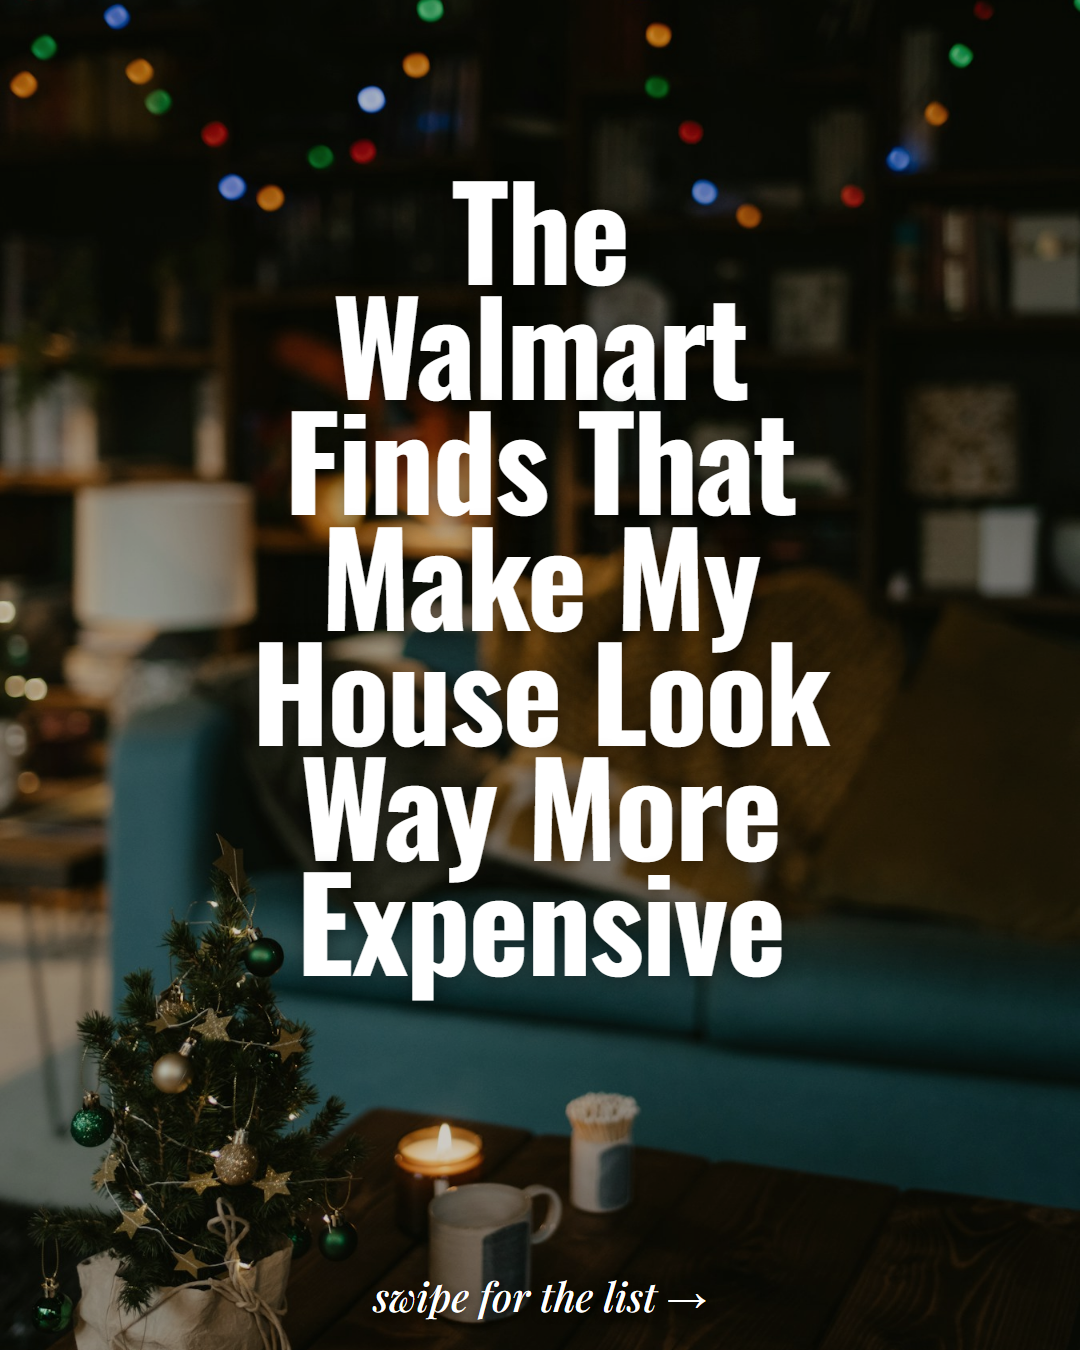 The
Walmart
Finds That
Make My
House Look
Way More
Expensive
swipe for the list →